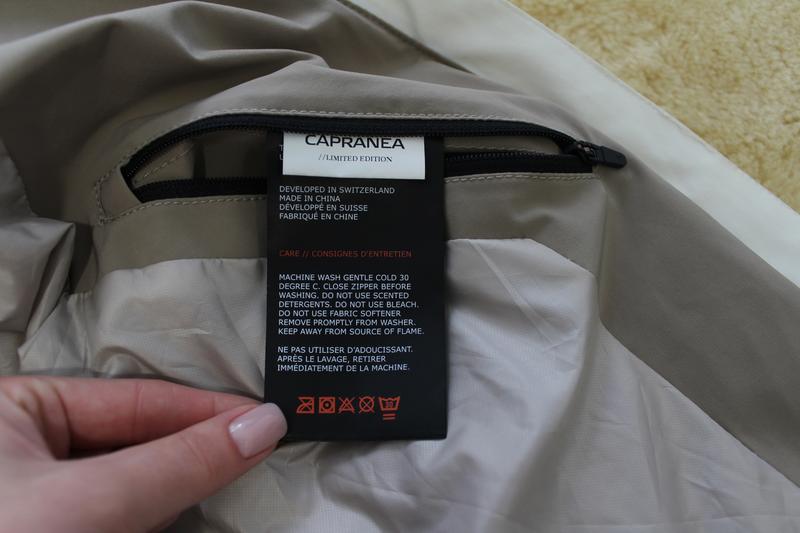 CAPRANEA
//LIMITED EDITION
DEVELOPED IN SWITZERLAND
MADE IN CHINA
DÉVELOPPÉ EN SUISSE
FABRIQUÉ EN CHINE
CARE // CONSIGNES D'ENTRETIEN
MACHINE WASH GENTLE COLD 30
DEGREE C. CLOSE ZIPPER BEFORE
WASHING. DO NOT USE SCENTED
DETERGENTS. DO NOT USE BLEACH.
DO NOT USE FABRIC SOFTENER
REMOVE PROMPTLY FROM WASHER.
KEEP AWAY FROM SOURCE OF FLAME.
NE PAS UTILISER D'ADOUCISSANT.
APRÈS LE LAVAGE, RETIRER
IMMÉDIATEMENT DE LA MACHINE.
30